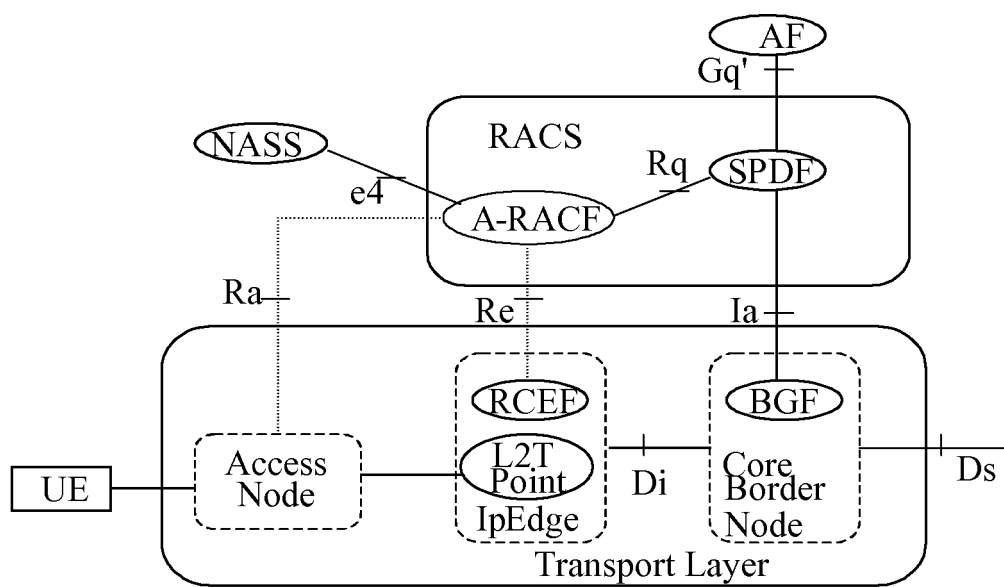 AF
Gq'
RACS
NASS
Rq
SPDF
e4
A-RACF
Ra
Re
Ia
RCEF
BGF
L2T
Point
Access
Node
Core
Border
Node
UE
Di
Ds
IpEdge
Transport Layer